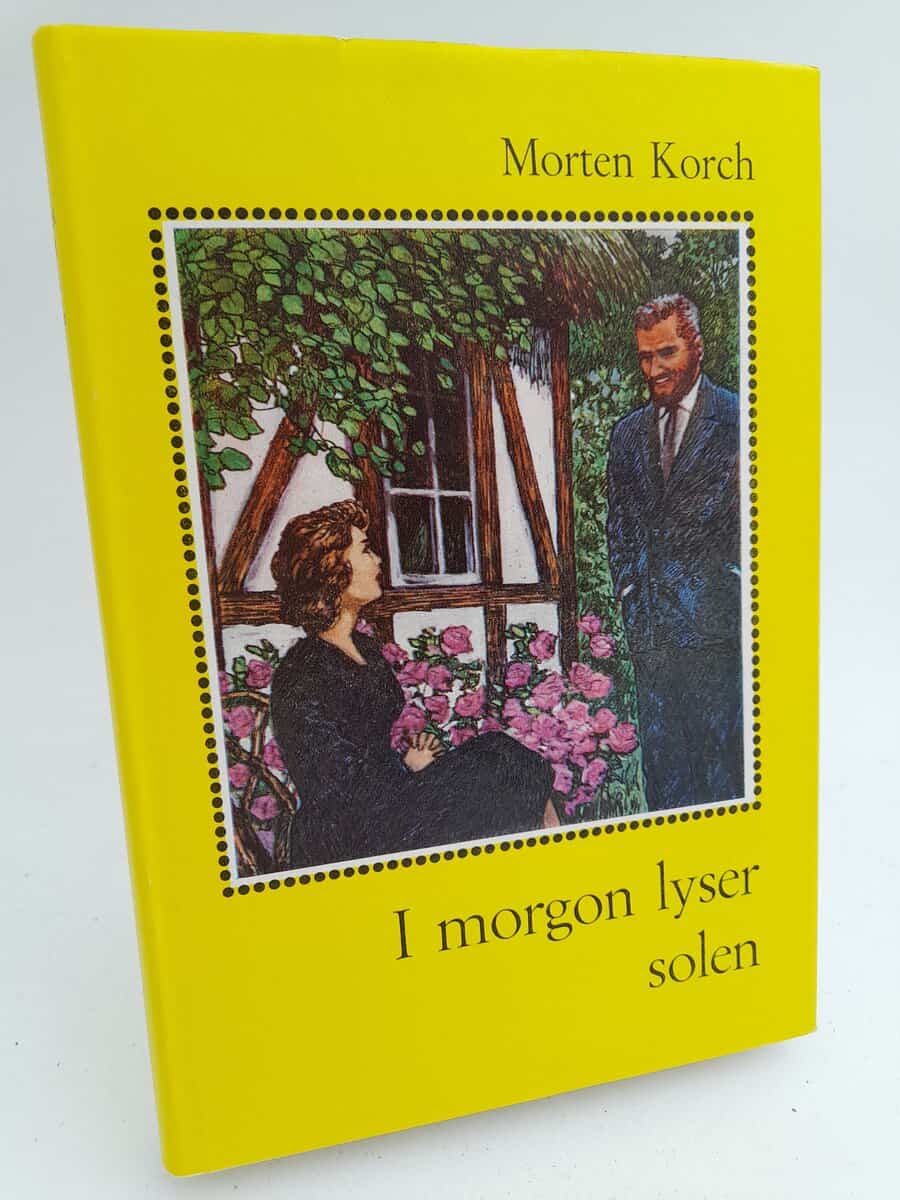 Morten Korch
I morgon lyser
solen